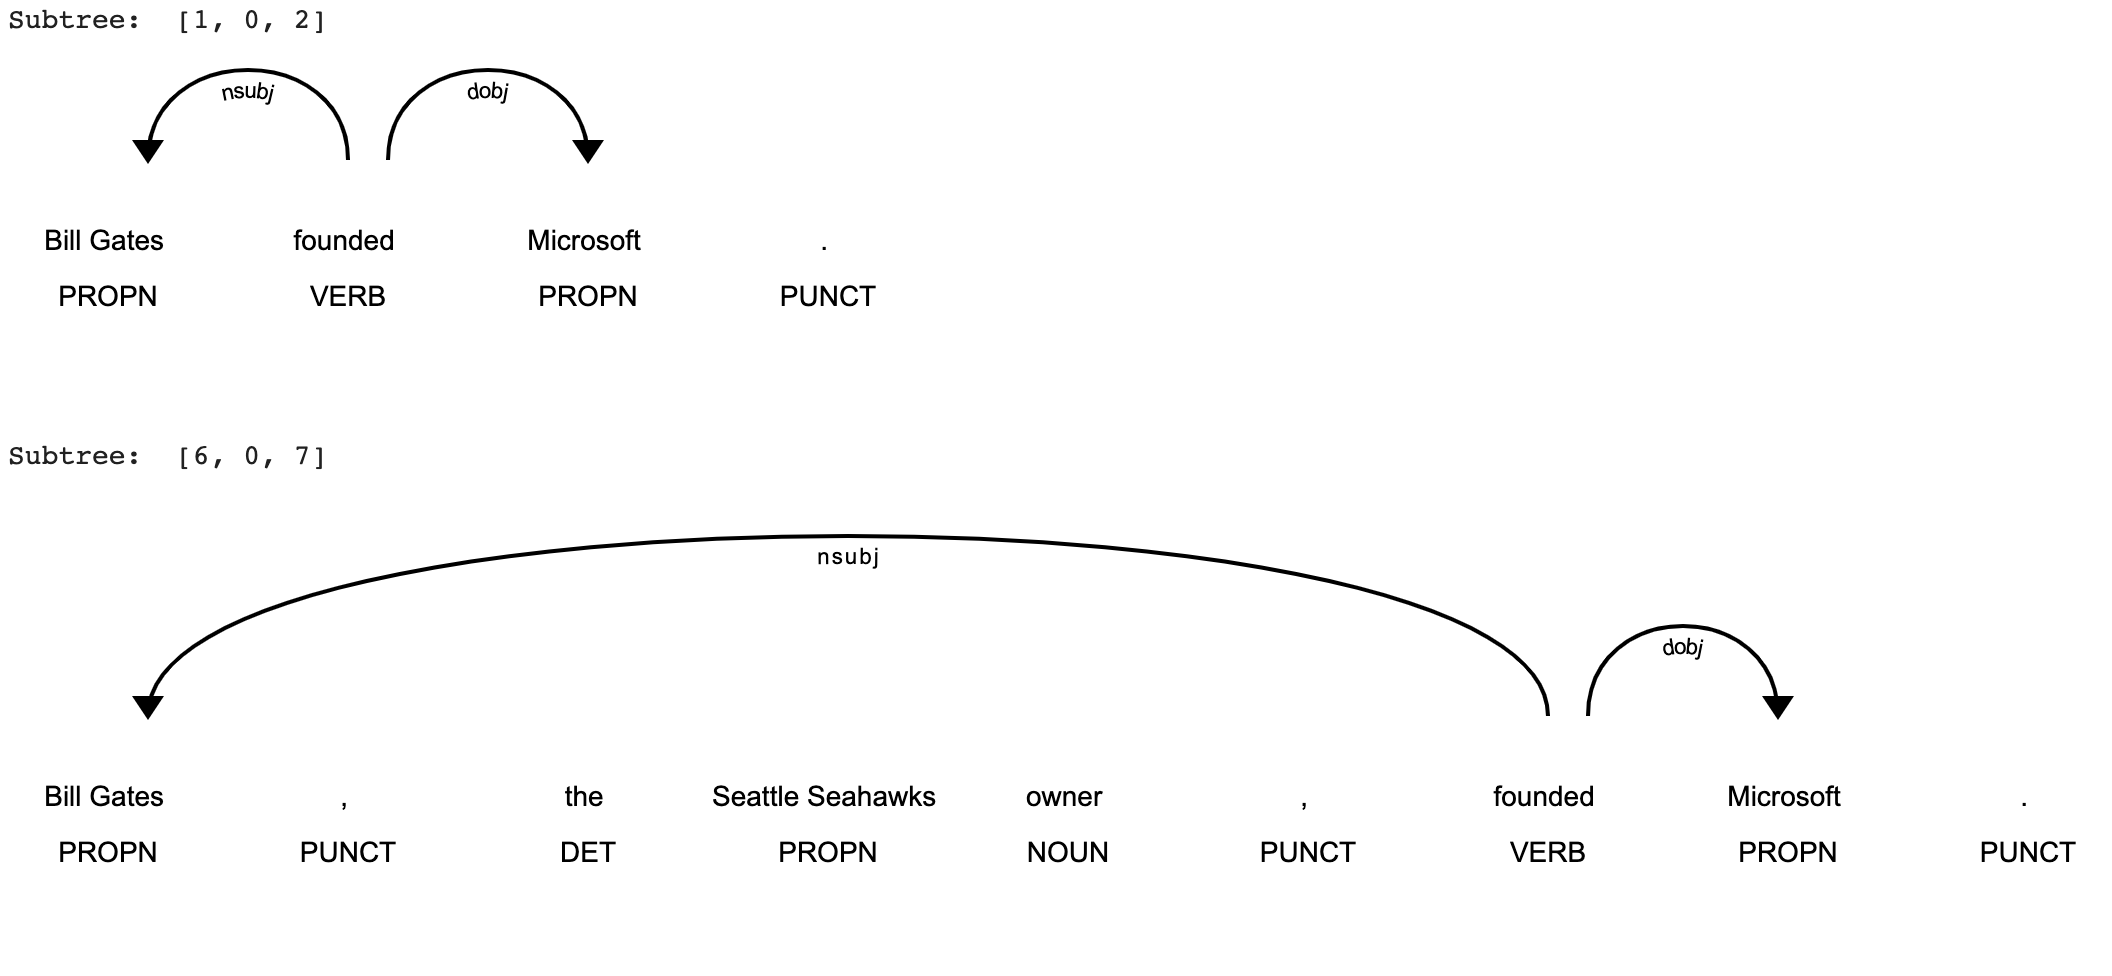 Subtree:  [1, 0, 2]
nsubj dobj
Bill Gates founded Microsoft .
PROPN VERB PROPN PUNCT
Subtree:  [6, 0, 7]
nsubj
dobj
Bill Gates , the Seattle Seahawks owner , founded Microsoft .
PROPN PUNCT DET PROPN NOUN PUNCT VERB PROPN PUNCT